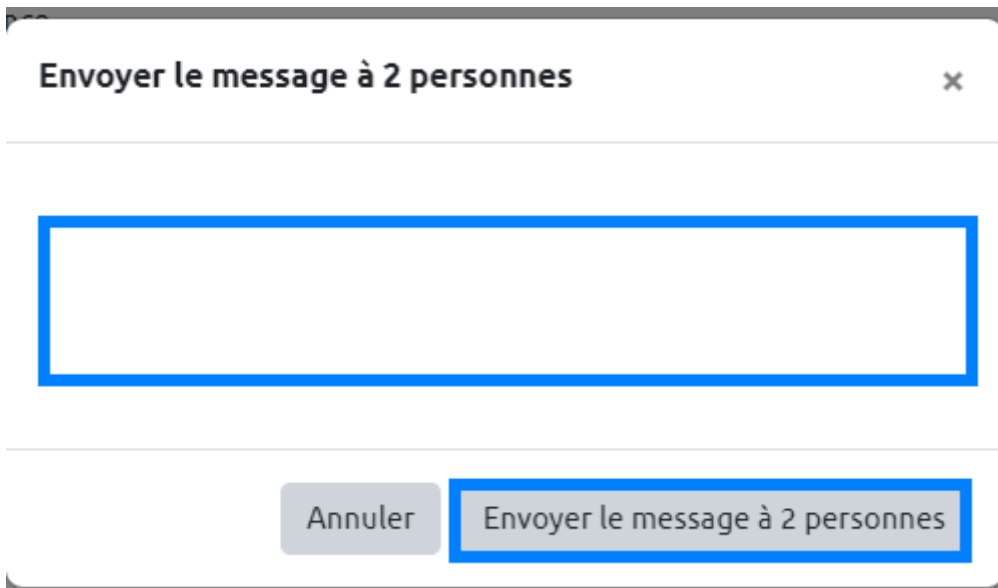 Envoyer le message à 2 personnes ×
Annuler
Envoyer le message à 2 personnes